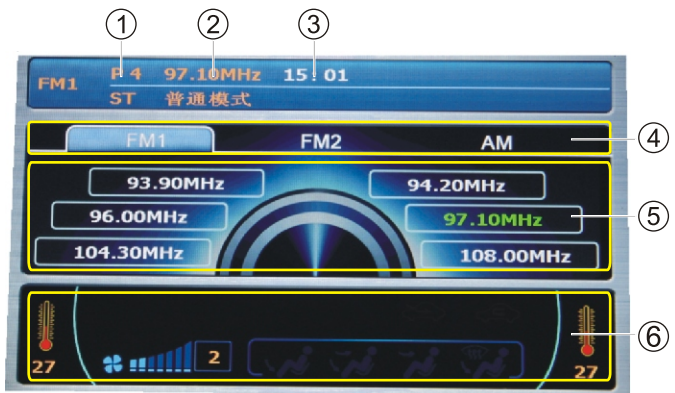 ① ② ③
FM1 P 4 97.10MHz 15:01
ST 普通模式
FM1 FM2 AM ④
93.90MHz 94.20MHz
96.00MHz 97.10MHz ⑤
104.30MHz 108.00MHz
⑥
2
27 27